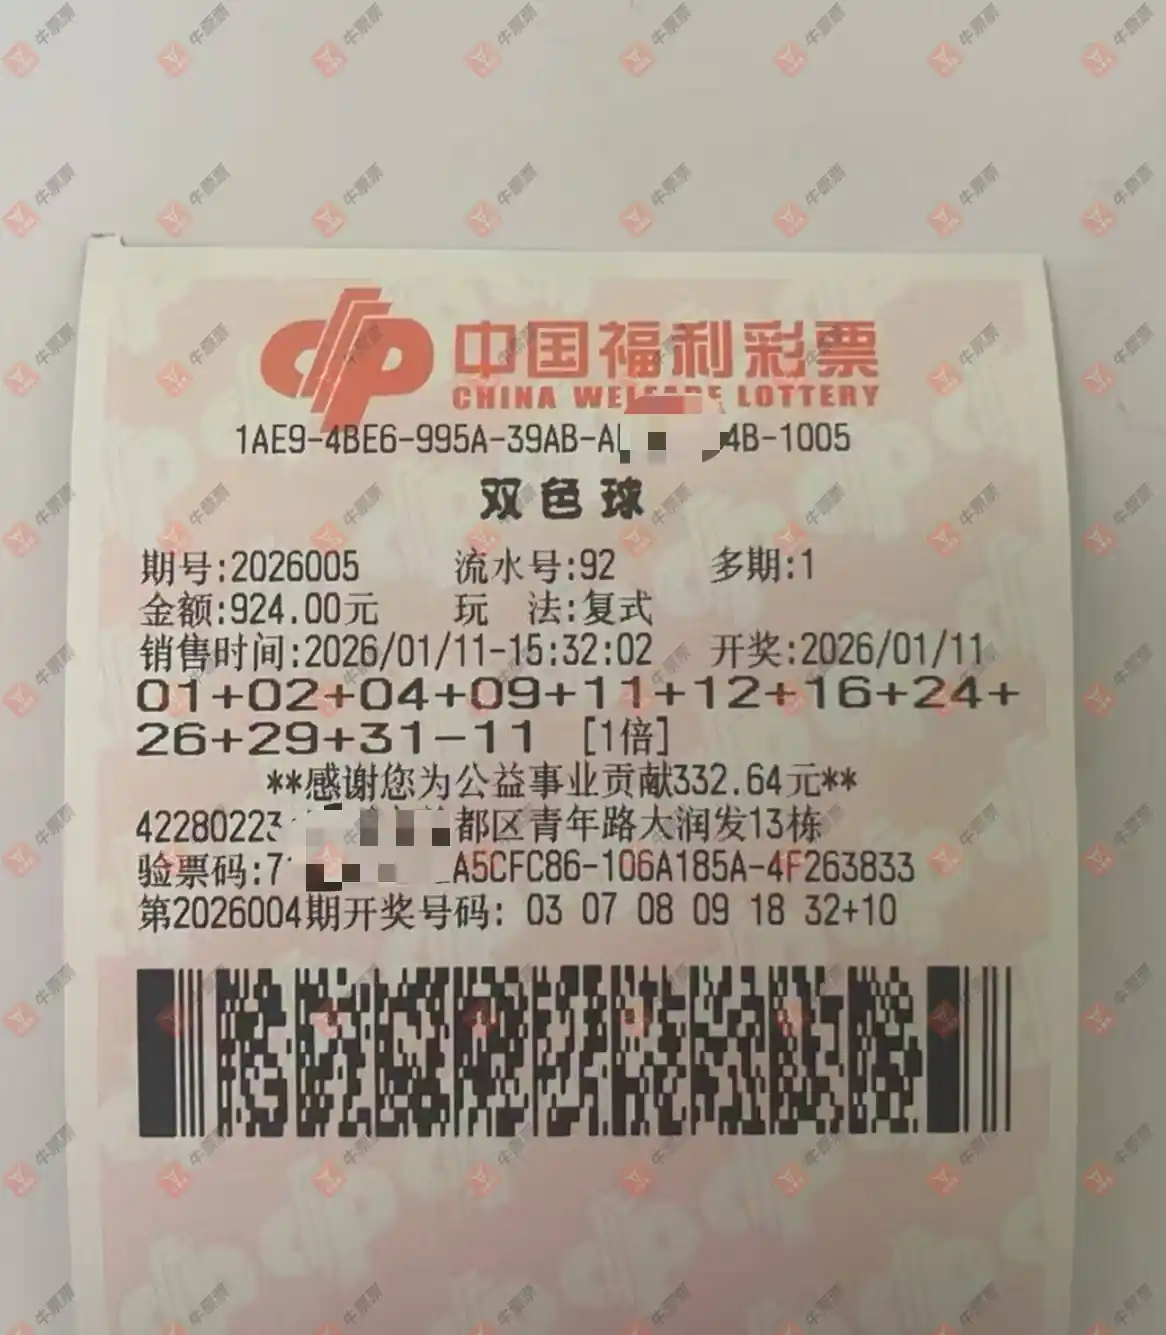 中国福利彩票
CHINA WELFARE LOTTERY
1AE9-4BE6-995A-39AB-A 4B-1005
双色球
期号:2026005 流水号:92 多期:1
金额:924.00元 玩 法:复式
销售时间:2026/01/11-15:32:02 开奖:2026/01/11
01+02+04+09+11+12+16+24+
26+29+31-11 [1倍]
**感谢您为公益事业贡献332.64元**
42280223 都区青年路大润发13栋
验票码:7 A5CFC86-106A185A-4F263833
第2026004期开奖号码: 03 07 08 09 18 32+10
牛票票